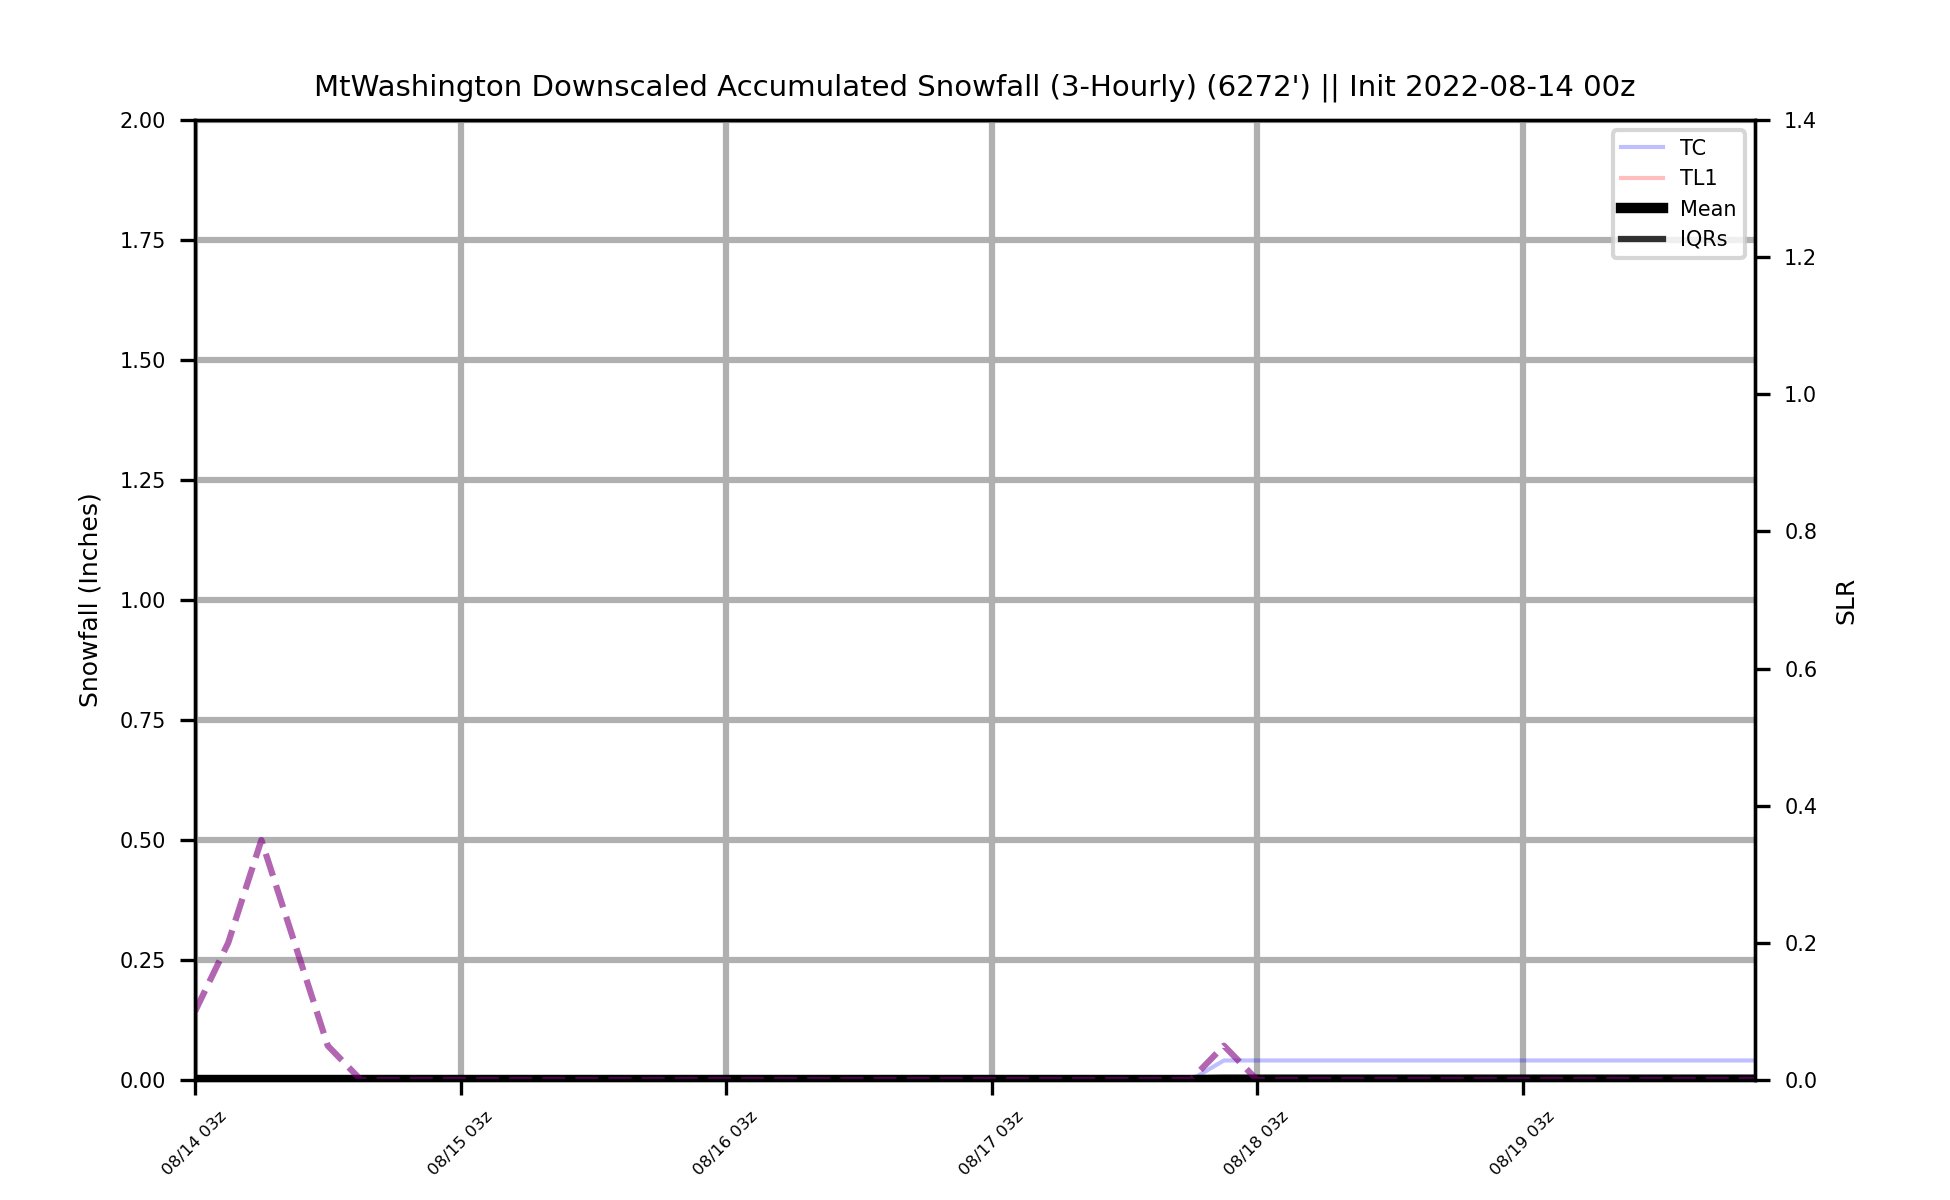 MtWashington Downscaled Accumulated Snowfall (3-Hourly) (6272') || Init 2022-08-14 00z
2.00
1.75
1.50
1.25
1.00
0.75
0.50
0.25
0.00
Snowfall (Inches)
1.4
1.2
1.0
0.8
0.6
0.4
0.2
0.0
SLR
TC
TL1
Mean
IQRs
08/14 03z
08/15 03z
08/16 03z
08/17 03z
08/18 03z
08/19 03z